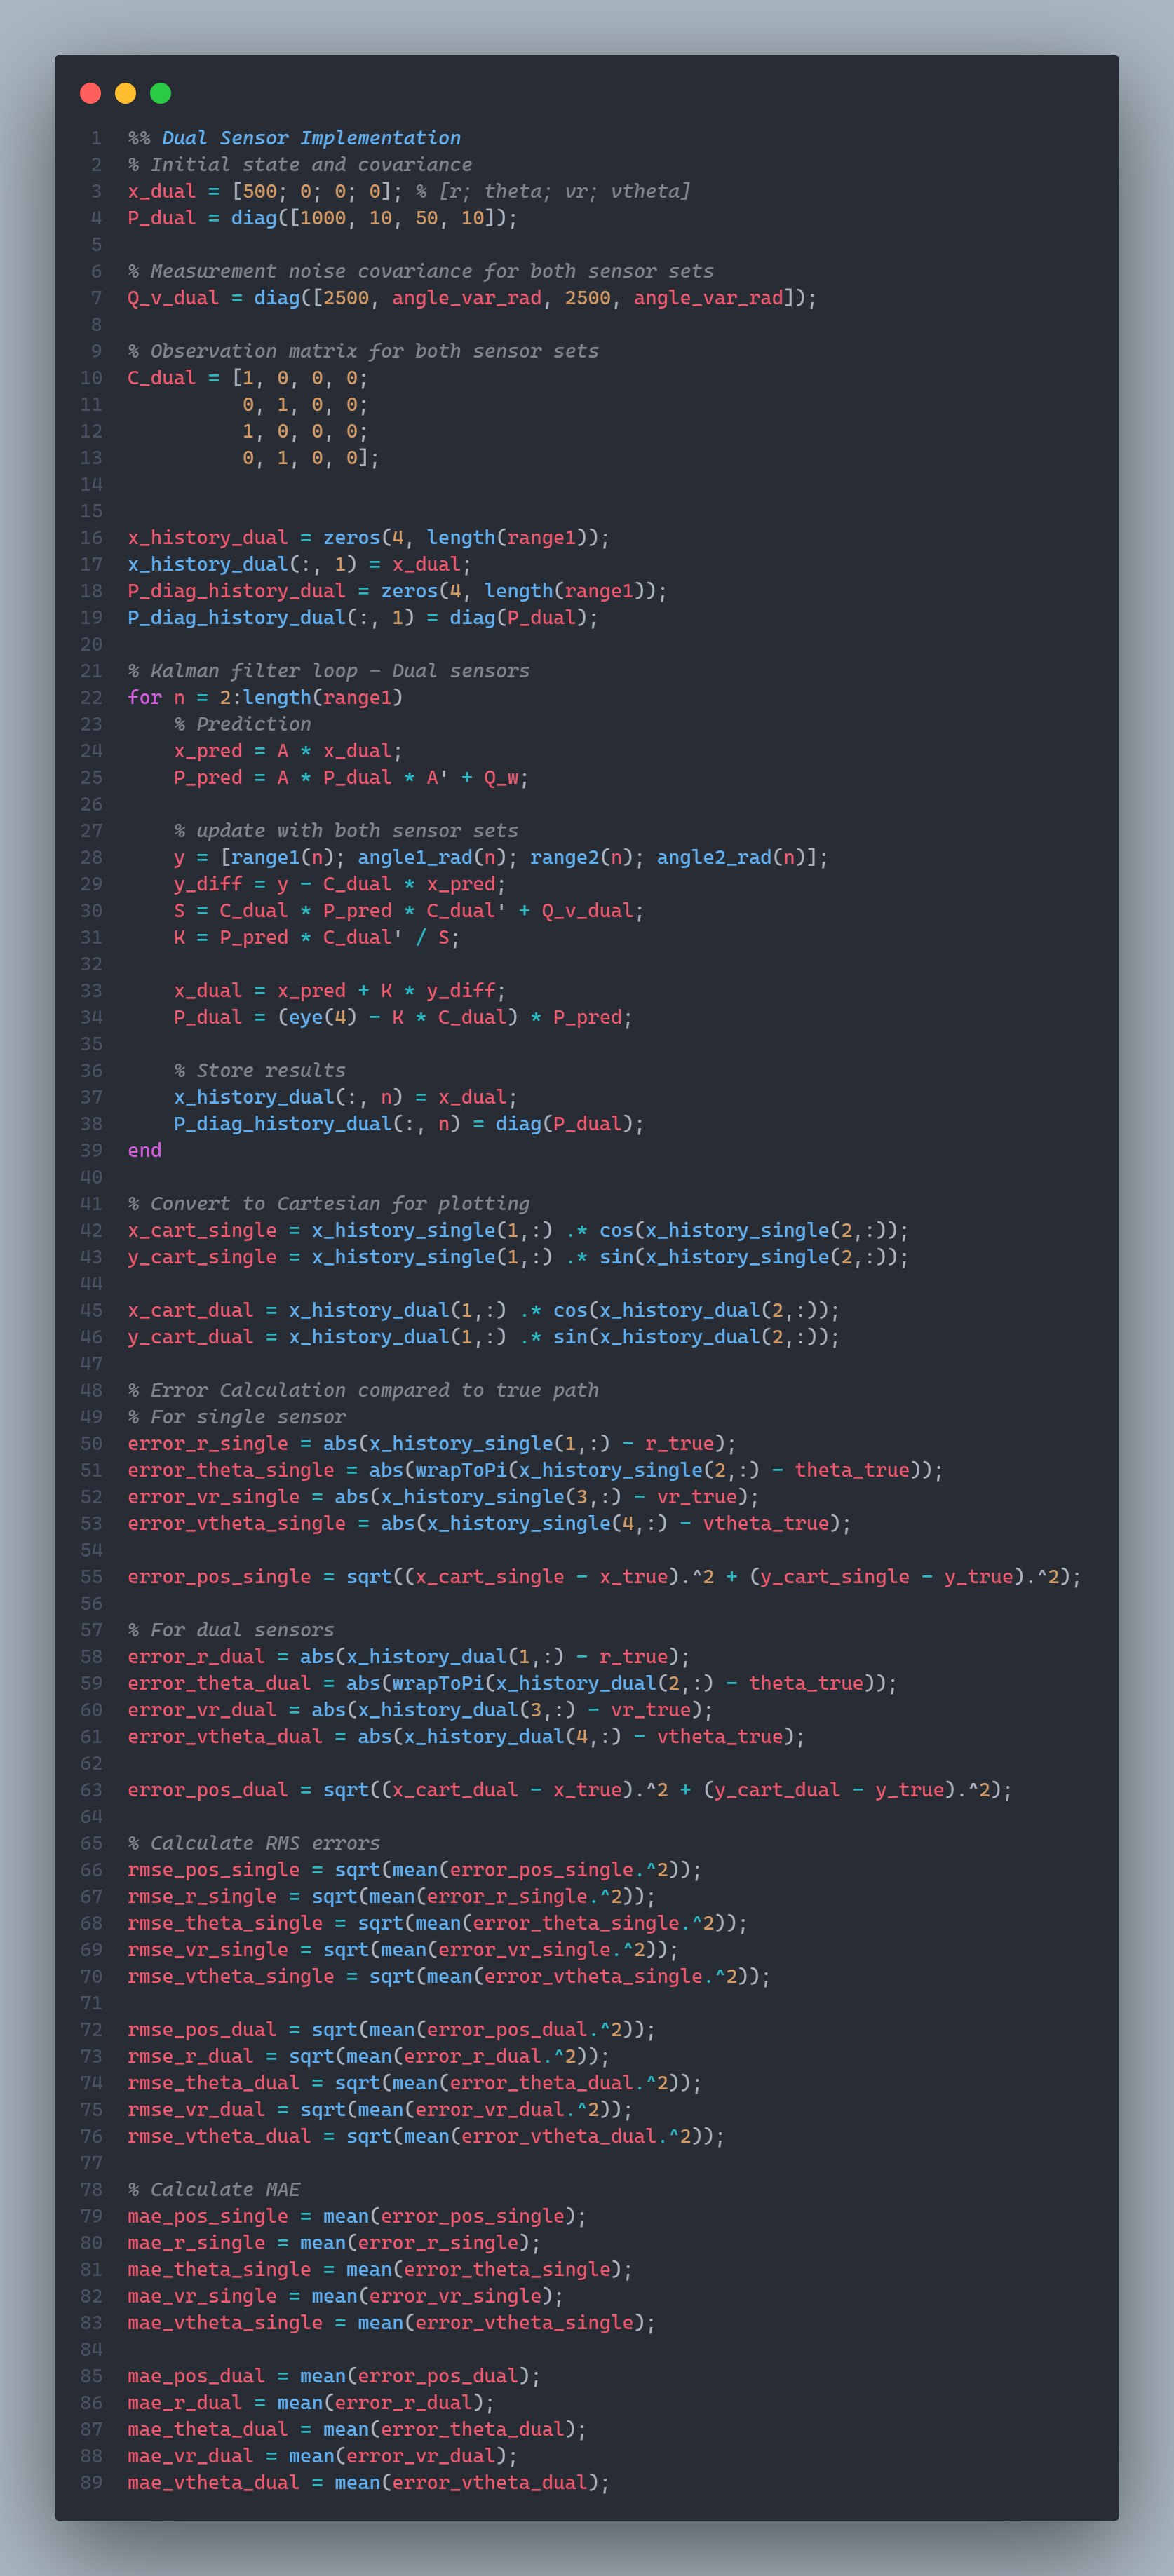 1 %% Dual Sensor Implementation
2 % Initial state and covariance
3 x_dual = [500; 0; 0; 0]; % [r; theta; vr; vtheta]
4 P_dual = diag([1000, 10, 50, 10]);
5
6 % Measurement noise covariance for both sensor sets
7 Q_v_dual = diag([2500, angle_var_rad, 2500, angle_var_rad]);
8
9 % Observation matrix for both sensor sets
10 C_dual = [1, 0, 0, 0;
11           0, 1, 0, 0;
12           1, 0, 0, 0;
13           0, 1, 0, 0];
14
15
16 x_history_dual = zeros(4, length(range1));
17 x_history_dual(:, 1) = x_dual;
18 P_diag_history_dual = zeros(4, length(range1));
19 P_diag_history_dual(:, 1) = diag(P_dual);
20
21 % Kalman filter loop - Dual sensors
22 for n = 2:length(range1)
23     % Prediction
24     x_pred = A * x_dual;
25     P_pred = A * P_dual * A' + Q_w;
26
27     % update with both sensor sets
28     y = [range1(n); angle1_rad(n); range2(n); angle2_rad(n)];
29     y_diff = y - C_dual * x_pred;
30     S = C_dual * P_pred * C_dual' + Q_v_dual;
31     K = P_pred * C_dual' / S;
32
33     x_dual = x_pred + K * y_diff;
34     P_dual = (eye(4) - K * C_dual) * P_pred;
35
36     % Store results
37     x_history_dual(:, n) = x_dual;
38     P_diag_history_dual(:, n) = diag(P_dual);
39 end
40
41 % Convert to Cartesian for plotting
42 x_cart_single = x_history_single(1,:) .* cos(x_history_single(2,:));
43 y_cart_single = x_history_single(1,:) .* sin(x_history_single(2,:));
44
45 x_cart_dual = x_history_dual(1,:) .* cos(x_history_dual(2,:));
46 y_cart_dual = x_history_dual(1,:) .* sin(x_history_dual(2,:));
47
48 % Error Calculation compared to true path
49 % For single sensor
50 error_r_single = abs(x_history_single(1,:) - r_true);
51 error_theta_single = abs(wrapToPi(x_history_single(2,:) - theta_true));
52 error_vr_single = abs(x_history_single(3,:) - vr_true);
53 error_vtheta_single = abs(x_history_single(4,:) - vtheta_true);
54
55 error_pos_single = sqrt((x_cart_single - x_true).^2 + (y_cart_single - y_true).^2);
56
57 % For dual sensors
58 error_r_dual = abs(x_history_dual(1,:) - r_true);
59 error_theta_dual = abs(wrapToPi(x_history_dual(2,:) - theta_true));
60 error_vr_dual = abs(x_history_dual(3,:) - vr_true);
61 error_vtheta_dual = abs(x_history_dual(4,:) - vtheta_true);
62
63 error_pos_dual = sqrt((x_cart_dual - x_true).^2 + (y_cart_dual - y_true).^2);
64
65 % Calculate RMS errors
66 rmse_pos_single = sqrt(mean(error_pos_single.^2));
67 rmse_r_single = sqrt(mean(error_r_single.^2));
68 rmse_theta_single = sqrt(mean(error_theta_single.^2));
69 rmse_vr_single = sqrt(mean(error_vr_single.^2));
70 rmse_vtheta_single = sqrt(mean(error_vtheta_single.^2));
71
72 rmse_pos_dual = sqrt(mean(error_pos_dual.^2));
73 rmse_r_dual = sqrt(mean(error_r_dual.^2));
74 rmse_theta_dual = sqrt(mean(error_theta_dual.^2));
75 rmse_vr_dual = sqrt(mean(error_vr_dual.^2));
76 rmse_vtheta_dual = sqrt(mean(error_vtheta_dual.^2));
77
78 % Calculate MAE
79 mae_pos_single = mean(error_pos_single);
80 mae_r_single = mean(error_r_single);
81 mae_theta_single = mean(error_theta_single);
82 mae_vr_single = mean(error_vr_single);
83 mae_vtheta_single = mean(error_vtheta_single);
84
85 mae_pos_dual = mean(error_pos_dual);
86 mae_r_dual = mean(error_r_dual);
87 mae_theta_dual = mean(error_theta_dual);
88 mae_vr_dual = mean(error_vr_dual);
89 mae_vtheta_dual = mean(error_vtheta_dual);